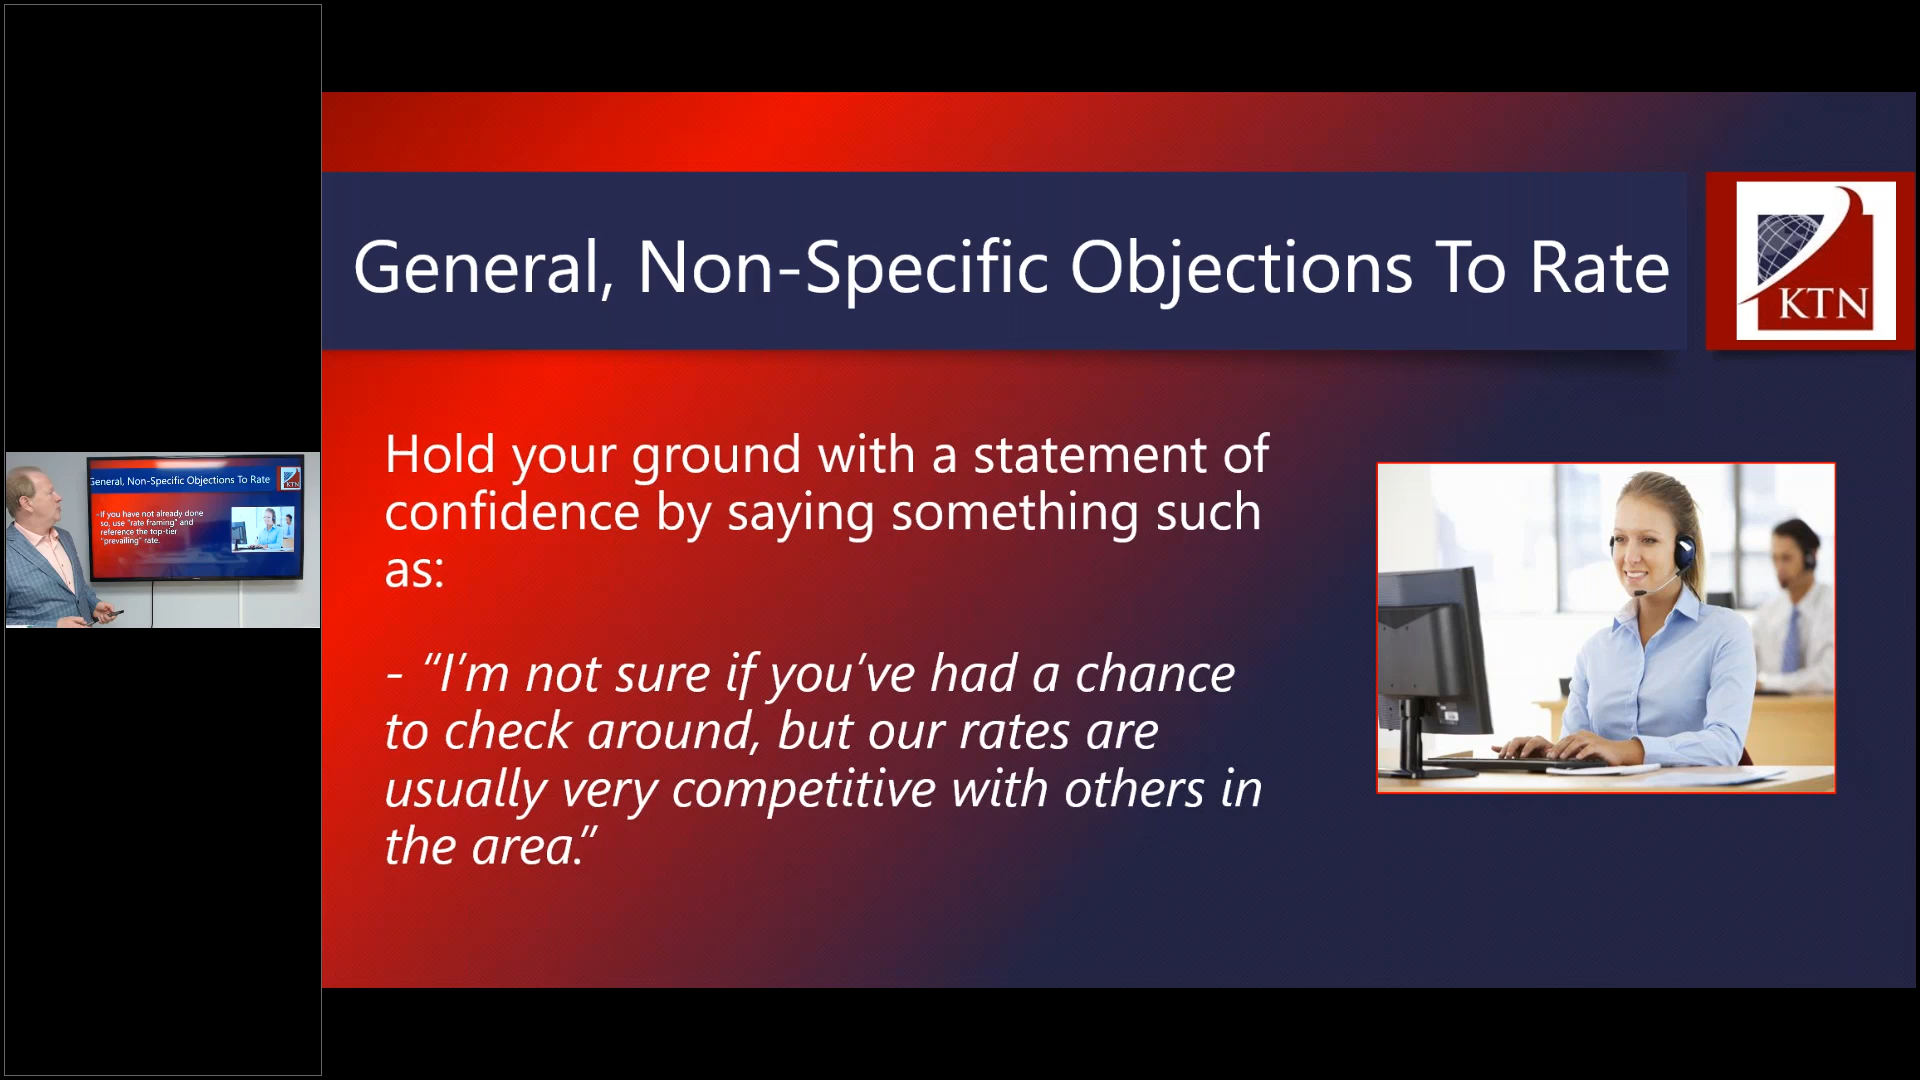 General, Non-Specific Objections To Rate
KTN
Hold your ground with a statement of
confidence by saying something such
as:
- “I’m not sure if you’ve had a chance
to check around, but our rates are
usually very competitive with others in
the area.”
General, Non-Specific Objections To Rate
KTN
-If you have not already done
so, use “rate framing” and
reference the top-tier
“prevailing” rate.